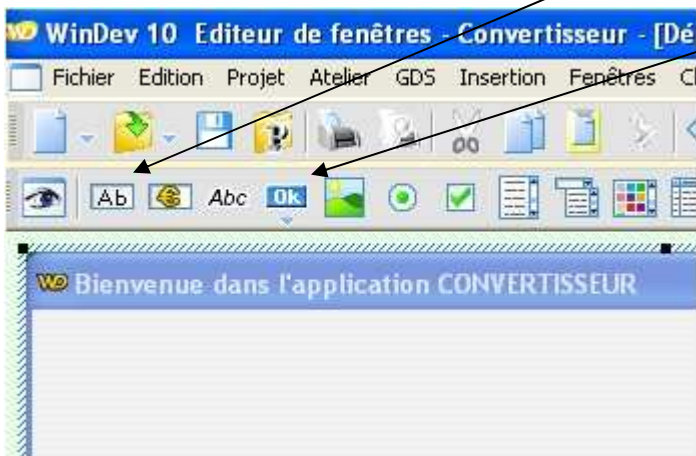 WinDev 10 Editeur de fenêtres - Convertisseur - [Dé
Fichier Edition Projet Atelier GDS Insertion Fenêtres
Ab Abc Ok
Bienvenue dans l'application CONVERTISSEUR